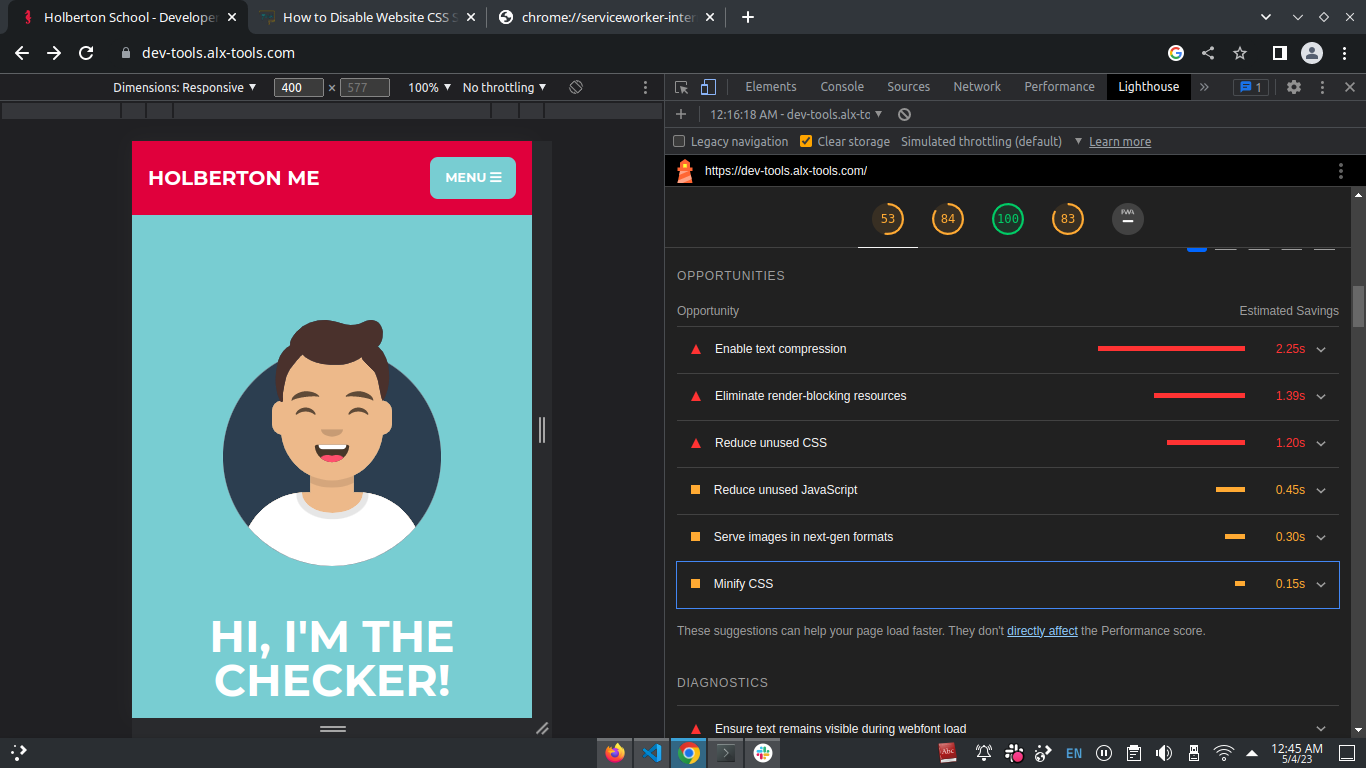 Holberton School - Developer
How to Disable Website CSS S
chrome://serviceworker-inter
dev-tools.alx-tools.com
Dimensions: Responsive
400 × 577
100%
No throttling
Elements
Console
Sources
Network
Performance
Lighthouse
1
12:16:18 AM - dev-tools.alx-to
Legacy navigation
Clear storage
Simulated throttling (default)
Learn more
https://dev-tools.alx-tools.com/
HOLBERTON ME
MENU
53
84
100
83
PWA
OPPORTUNITIES
Opportunity
Estimated Savings
Enable text compression
2.25s
Eliminate render-blocking resources
1.39s
Reduce unused CSS
1.20s
Reduce unused JavaScript
0.45s
Serve images in next-gen formats
0.30s
Minify CSS
0.15s
These suggestions can help your page load faster. They don't directly affect the Performance score.
DIAGNOSTICS
Ensure text remains visible during webfont load
HI, I'M THE
CHECKER!
Abc
EN
12:45 AM
5/4/23